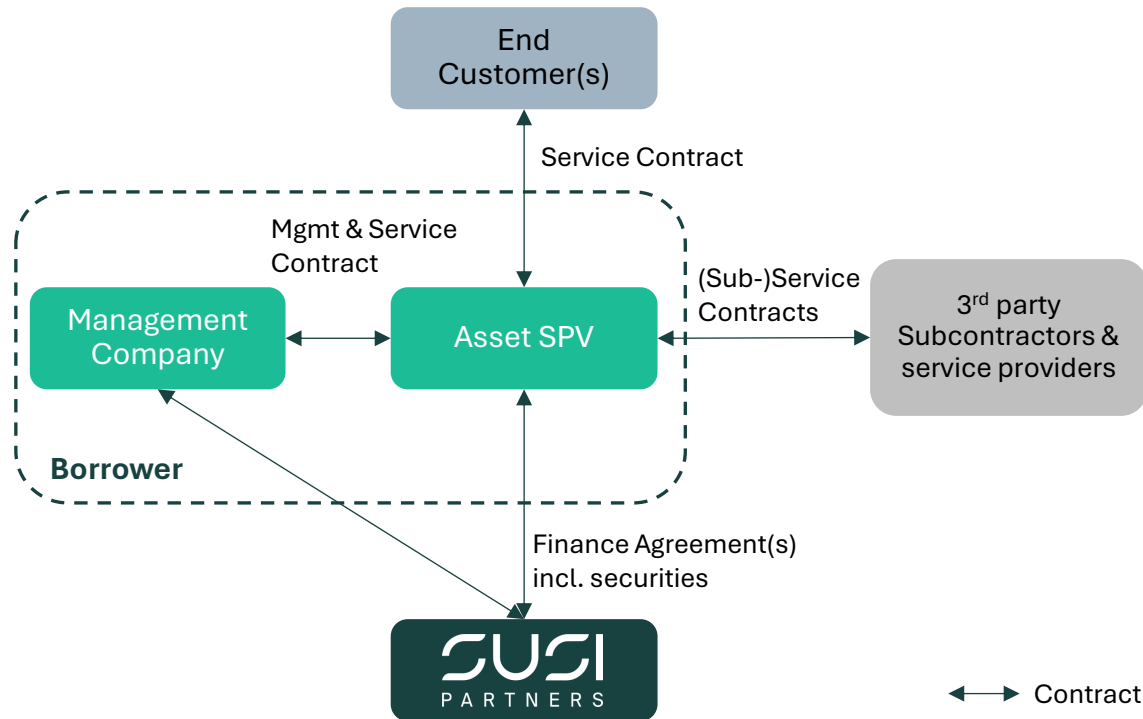 End
Customer(s)
Service Contract
Mgmt & Service
Contract
(Sub-)Service
Contracts
Management
Company
Asset SPV
3rd party
Subcontractors &
service providers
Borrower
Finance Agreement(s)
incl. securities
SUSI
PARTNERS
Contract